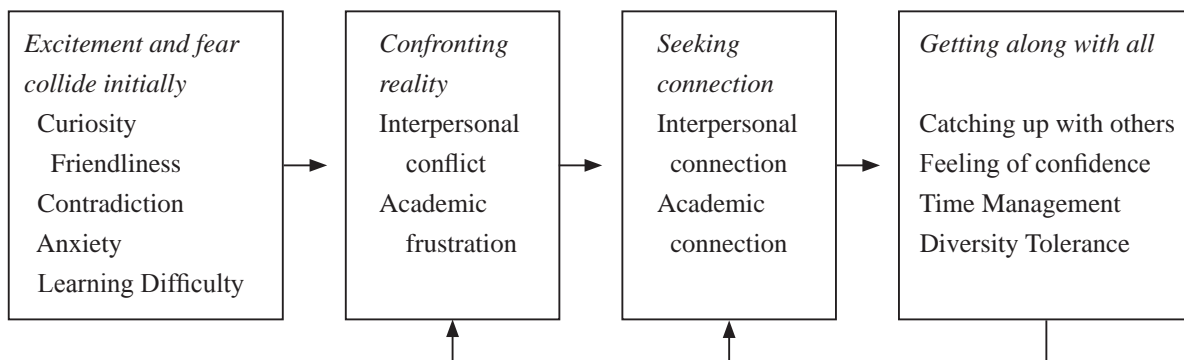 Excitement and fear
collide initially
Curiosity
Friendliness
Contradiction
Anxiety
Learning Difficulty
Confronting
reality
Interpersonal
conflict
Academic
frustration
Seeking
connection
Interpersonal
connection
Academic
connection
Getting along with all
Catching up with others
Feeling of confidence
Time Management
Diversity Tolerance